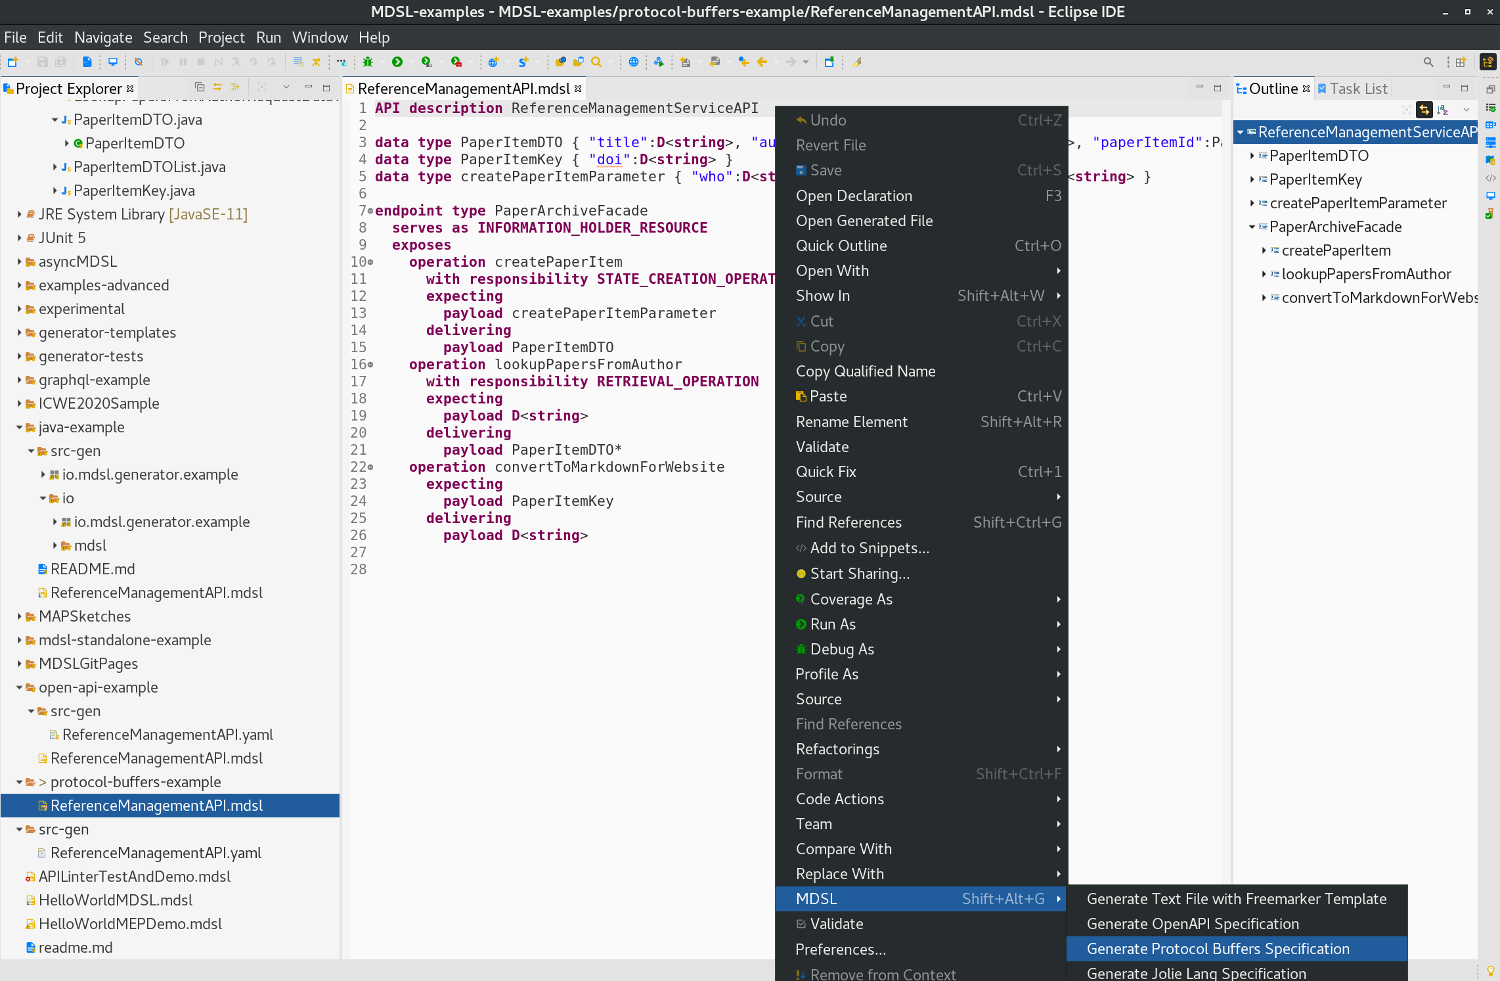 MDSL-examples - MDSL-examples/protocol-buffers-example/ReferenceManagementAPI.mdsl - Eclipse IDE
File Edit Navigate Search Project Run Window Help
Project Explorer
PaperItemDTO.java
PaperItemDTO
PaperItemDTOList.java
PaperItemKey.java
JRE System Library [JavaSE-11]
JUnit 5
asyncMDSL
examples-advanced
experimental
generator-templates
generator-tests
graphql-example
ICWE2020Sample
java-example
src-gen
io.mdsl.generator.example
io
io.mdsl.generator.example
mdsl
README.md
ReferenceManagementAPI.mdsl
MAPSketches
mdsl-standalone-example
MDSLGitPages
open-api-example
src-gen
ReferenceManagementAPI.yaml
ReferenceManagementAPI.mdsl
> protocol-buffers-example
ReferenceManagementAPI.mdsl
src-gen
ReferenceManagementAPI.yaml
APILinterTestAndDemo.mdsl
HelloWorldMDSL.mdsl
HelloWorldMEPDemo.mdsl
readme.md
ReferenceManagementAPI.mdsl
1 API description ReferenceManagementServiceAPI
2
3 data type PaperItemDTO { "title":D<string>, "au >, "paperItemId":Pa
4 data type PaperItemKey { "doi":D<string> }
5 data type createPaperItemParameter { "who":D<st <string> }
6
7 endpoint type PaperArchiveFacade
8 serves as INFORMATION_HOLDER_RESOURCE
9 exposes
10 operation createPaperItem
11 with responsibility STATE_CREATION_OPERAT
12 expecting
13 payload createPaperItemParameter
14 delivering
15 payload PaperItemDTO
16 operation lookupPapersFromAuthor
17 with responsibility RETRIEVAL_OPERATION
18 expecting
19 payload D<string>
20 delivering
21 payload PaperItemDTO*
22 operation convertToMarkdownForWebsite
23 expecting
24 payload PaperItemKey
25 delivering
26 payload D<string>
27
28
Undo Ctrl+Z
Revert File
Save Ctrl+S
Open Declaration F3
Open Generated File
Quick Outline Ctrl+O
Open With
Show In Shift+Alt+W
Cut Ctrl+X
Copy Ctrl+C
Copy Qualified Name
Paste Ctrl+V
Rename Element Shift+Alt+R
Validate
Quick Fix Ctrl+1
Source
Find References Shift+Ctrl+G
Add to Snippets...
Start Sharing...
Coverage As
Run As
Debug As
Profile As
Source
Find References
Refactorings
Format Shift+Ctrl+F
Code Actions
Team
Compare With
Replace With
MDSL Shift+Alt+G
Validate
Preferences...
Remove from Context
Generate Text File with Freemarker Template
Generate OpenAPI Specification
Generate Protocol Buffers Specification
Generate Jolie Lang Specification
Outline Task List
ReferenceManagementServiceAP
PaperItemDTO
PaperItemKey
createPaperItemParameter
PaperArchiveFacade
createPaperItem
lookupPapersFromAuthor
convertToMarkdownForWebs